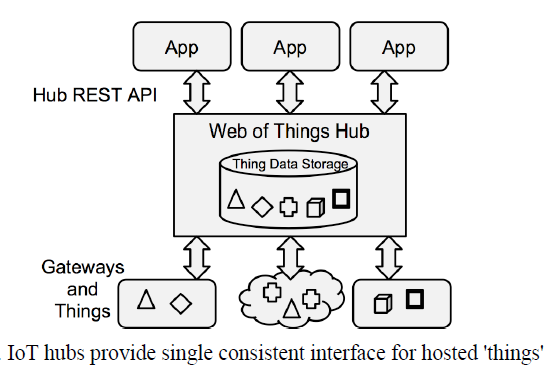 App App App
Hub REST API
Web of Things Hub
Thing Data Storage
Gateways
and
Things
. IoT hubs provide single consistent interface for hosted 'things'